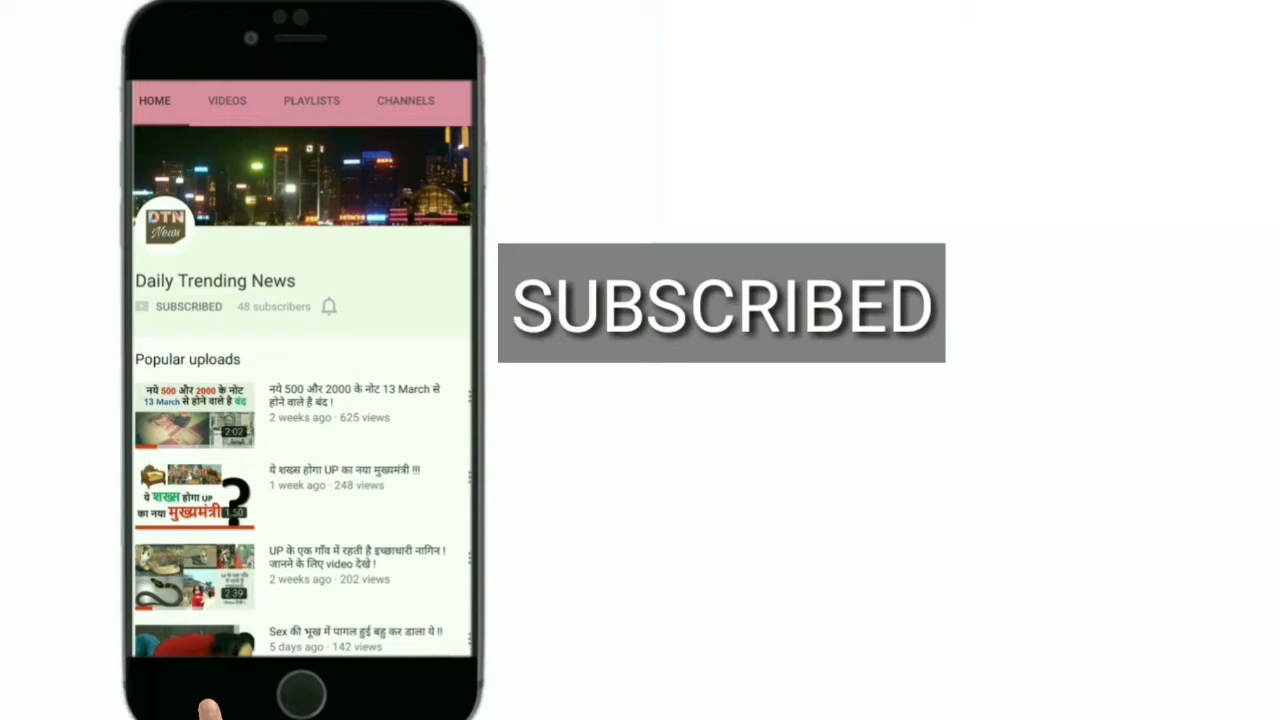 HOME VIDEOS PLAYLISTS CHANNELS
HITACHI
DTN
News
Daily Trending News
SUBSCRIBED 48 subscribers
SUBSCRIBED
Popular uploads
नये 500 और 2000 के नोट
13 March से होने वाले है बंद
2:02
नये 500 और 2000 के नोट 13 March से
होने वाले है बंद !
2 weeks ago · 625 views
ये शख्स होगा UP
का नया मुख्यमंत्री
?
1:50
ये शख्स होगा UP का नया मुख्यमंत्री !!!
1 week ago · 248 views
2:39
UP के एक गाँव में रहती है इच्छाधारी नागिन !
जानने के लिए video देखे !
2 weeks ago · 202 views
Sex की भूख में पागल हुई बहु कर डाला ये !!
5 days ago · 142 views